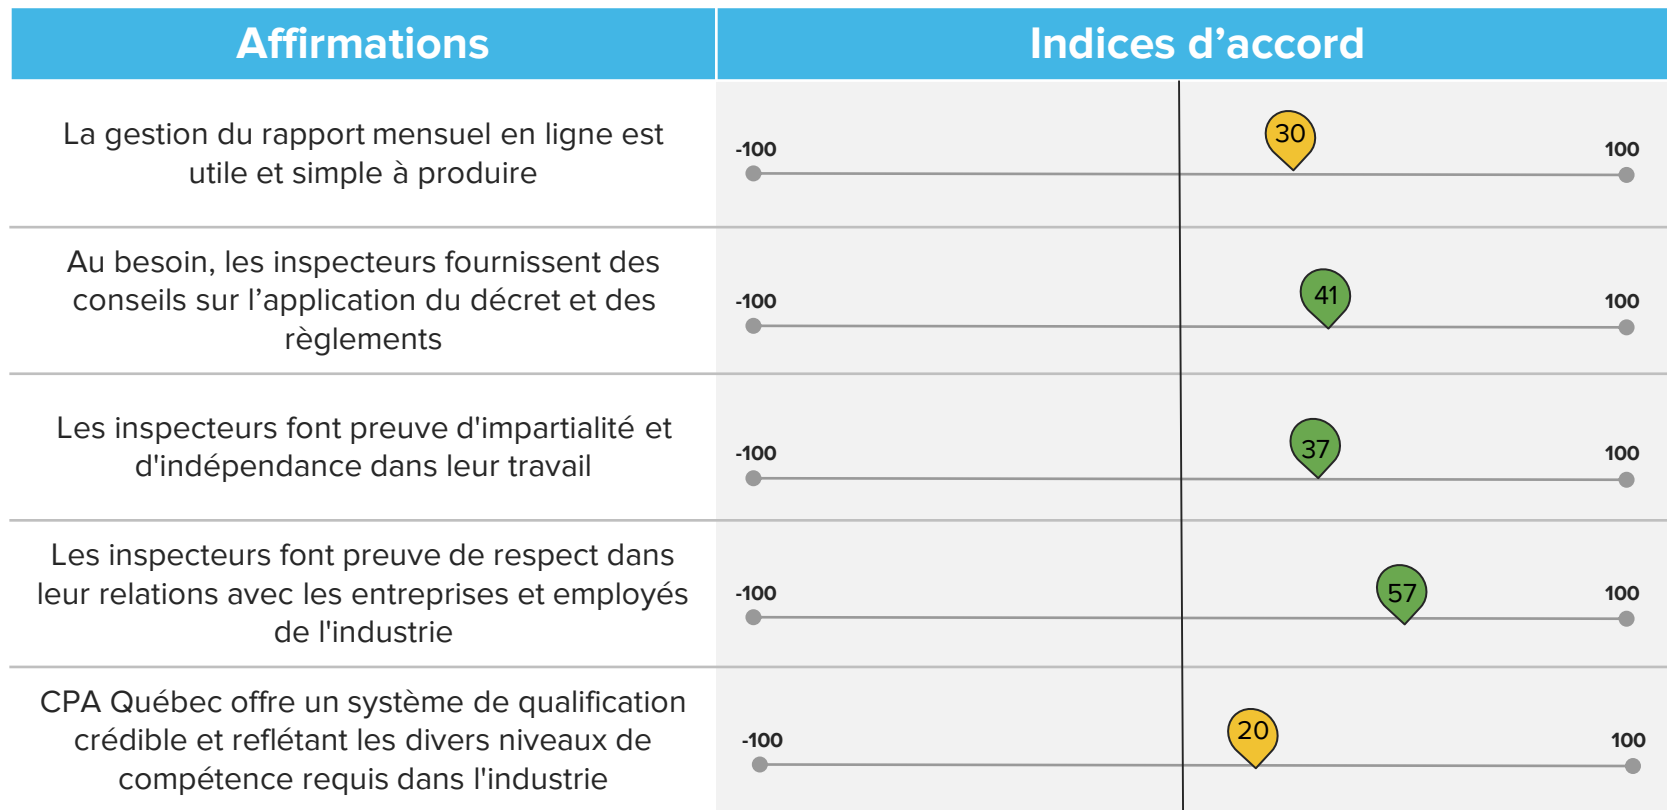 Affirmations
Indices d’accord
La gestion du rapport mensuel en ligne est
utile et simple à produire
-100
30
100
Au besoin, les inspecteurs fournissent des
conseils sur l’application du décret et des
règlements
-100
41
100
Les inspecteurs font preuve d'impartialité et
d'indépendance dans leur travail
-100
37
100
Les inspecteurs font preuve de respect dans
leur relations avec les entreprises et employés
de l'industrie
-100
57
100
CPA Québec offre un système de qualification
crédible et reflétant les divers niveaux de
compétence requis dans l'industrie
-100
20
100